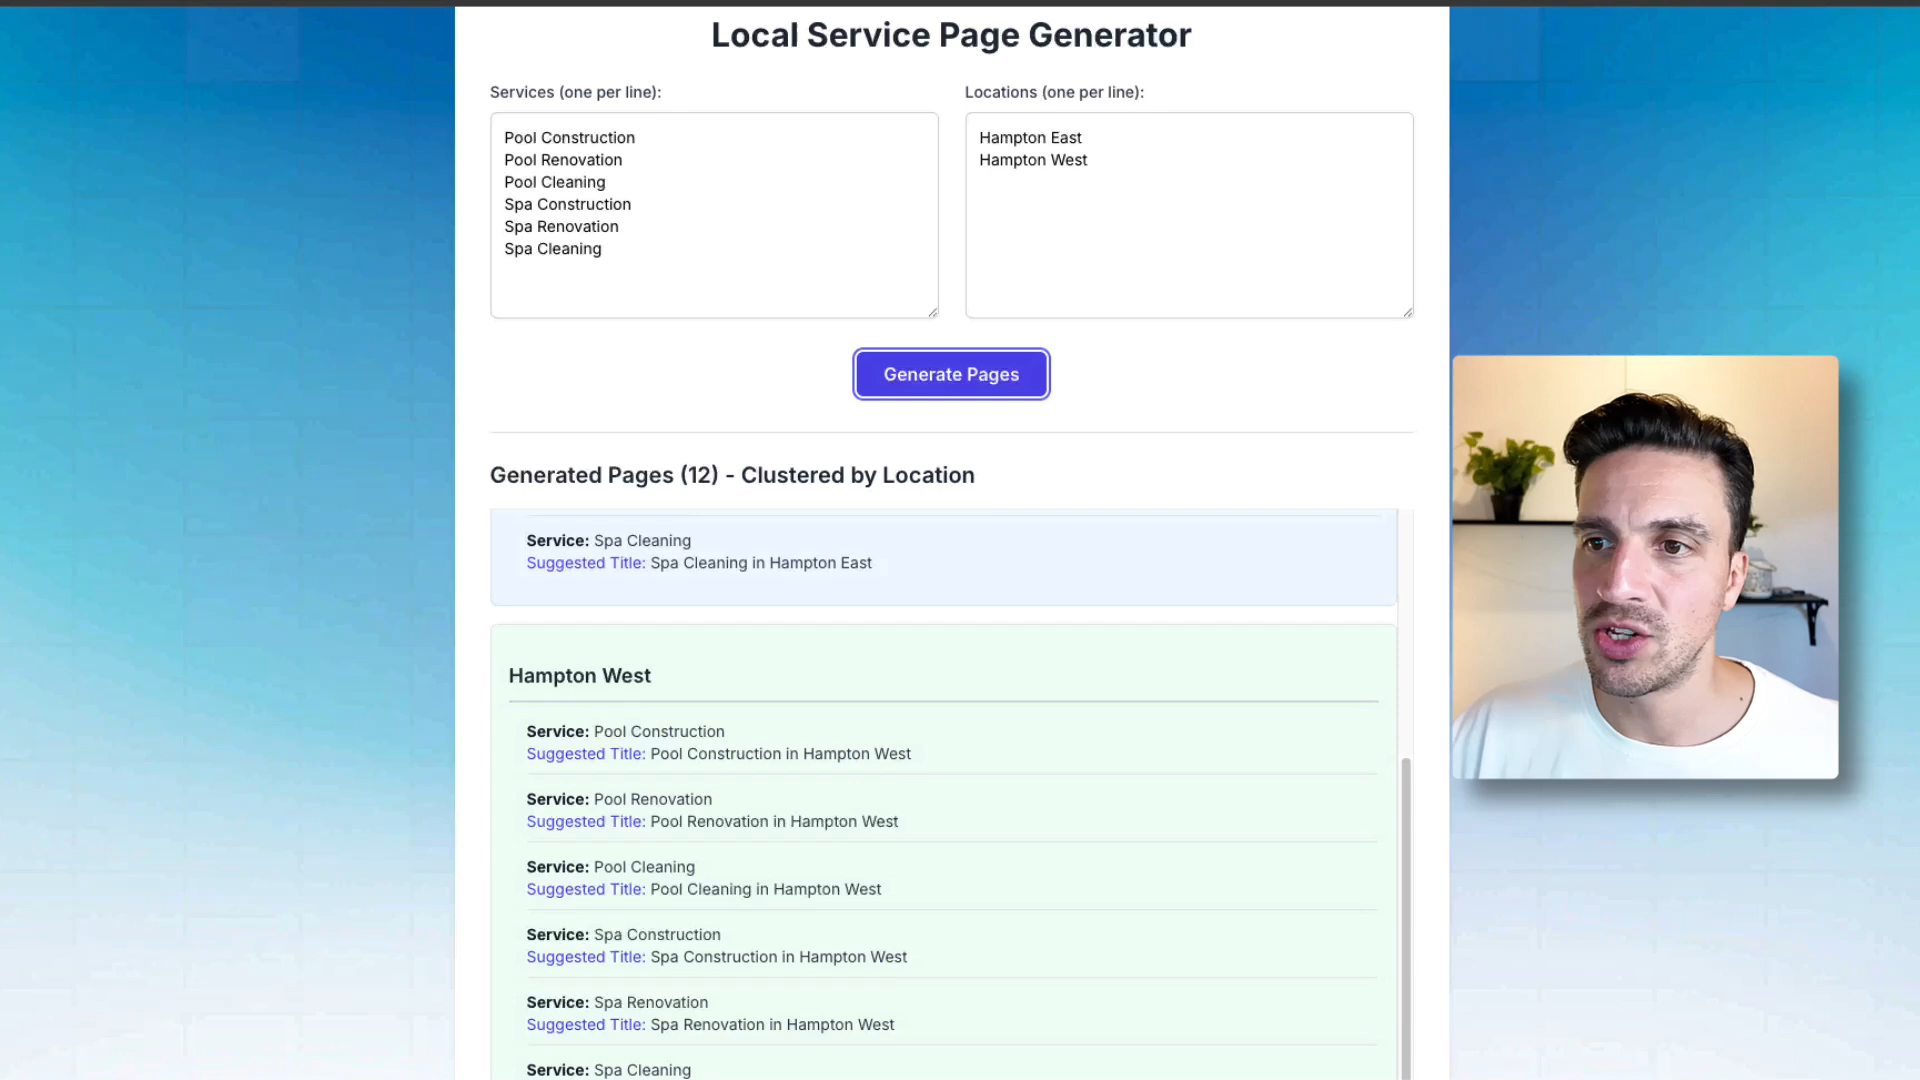 Local Service Page Generator
Services (one per line):
Locations (one per line):
Pool Construction
Pool Renovation
Pool Cleaning
Spa Construction
Spa Renovation
Spa Cleaning
Hampton East
Hampton West
Generate Pages
Generated Pages (12) - Clustered by Location
Service: Spa Cleaning
Suggested Title: Spa Cleaning in Hampton East
Hampton West
Service: Pool Construction
Suggested Title: Pool Construction in Hampton West
Service: Pool Renovation
Suggested Title: Pool Renovation in Hampton West
Service: Pool Cleaning
Suggested Title: Pool Cleaning in Hampton West
Service: Spa Construction
Suggested Title: Spa Construction in Hampton West
Service: Spa Renovation
Suggested Title: Spa Renovation in Hampton West
Service: Spa Cleaning